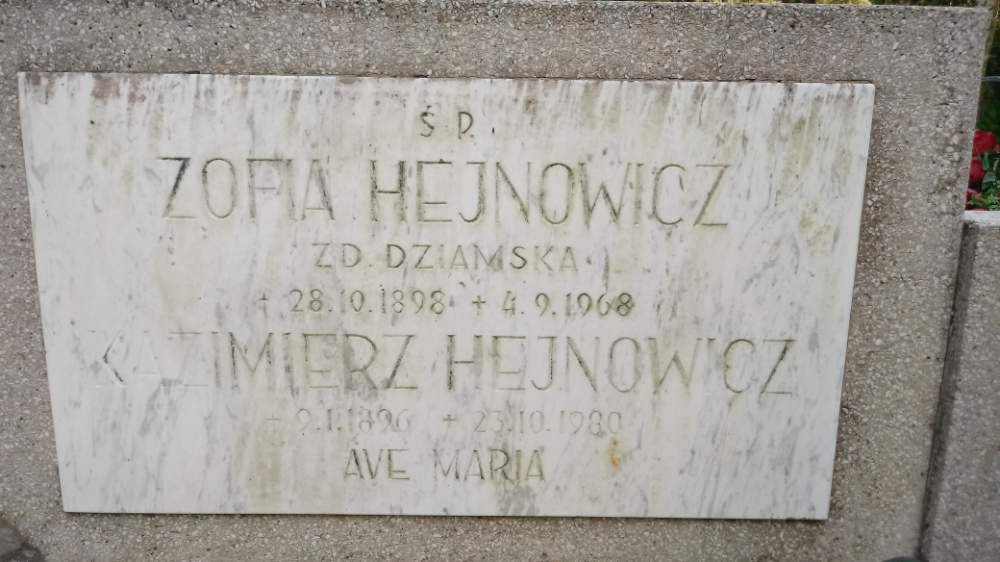 Ś P.
ZOFIA HEJNOWICZ
ZD. DZIAMSKA
+ 28.10.1898 + 4.9.1968
KAZIMIERZ HEJNOWICZ
+ 9.1.1896 + 23.10.1980
AVE MARIA